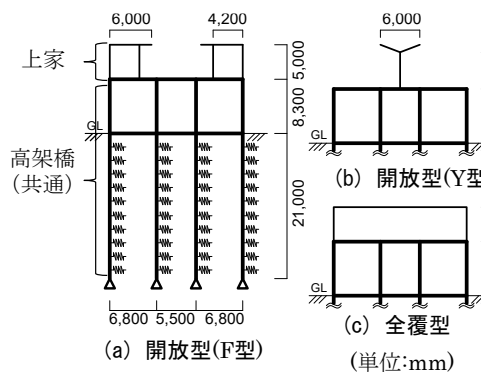 6,000
4,200
上家
5,000
8,300
GL
高架橋
(共通)
21,000
6,800
5,500
6,800
(a) 開放型(F型)
6,000
GL
(b) 開放型(Y型)
GL
(c) 全覆型
(単位:mm)